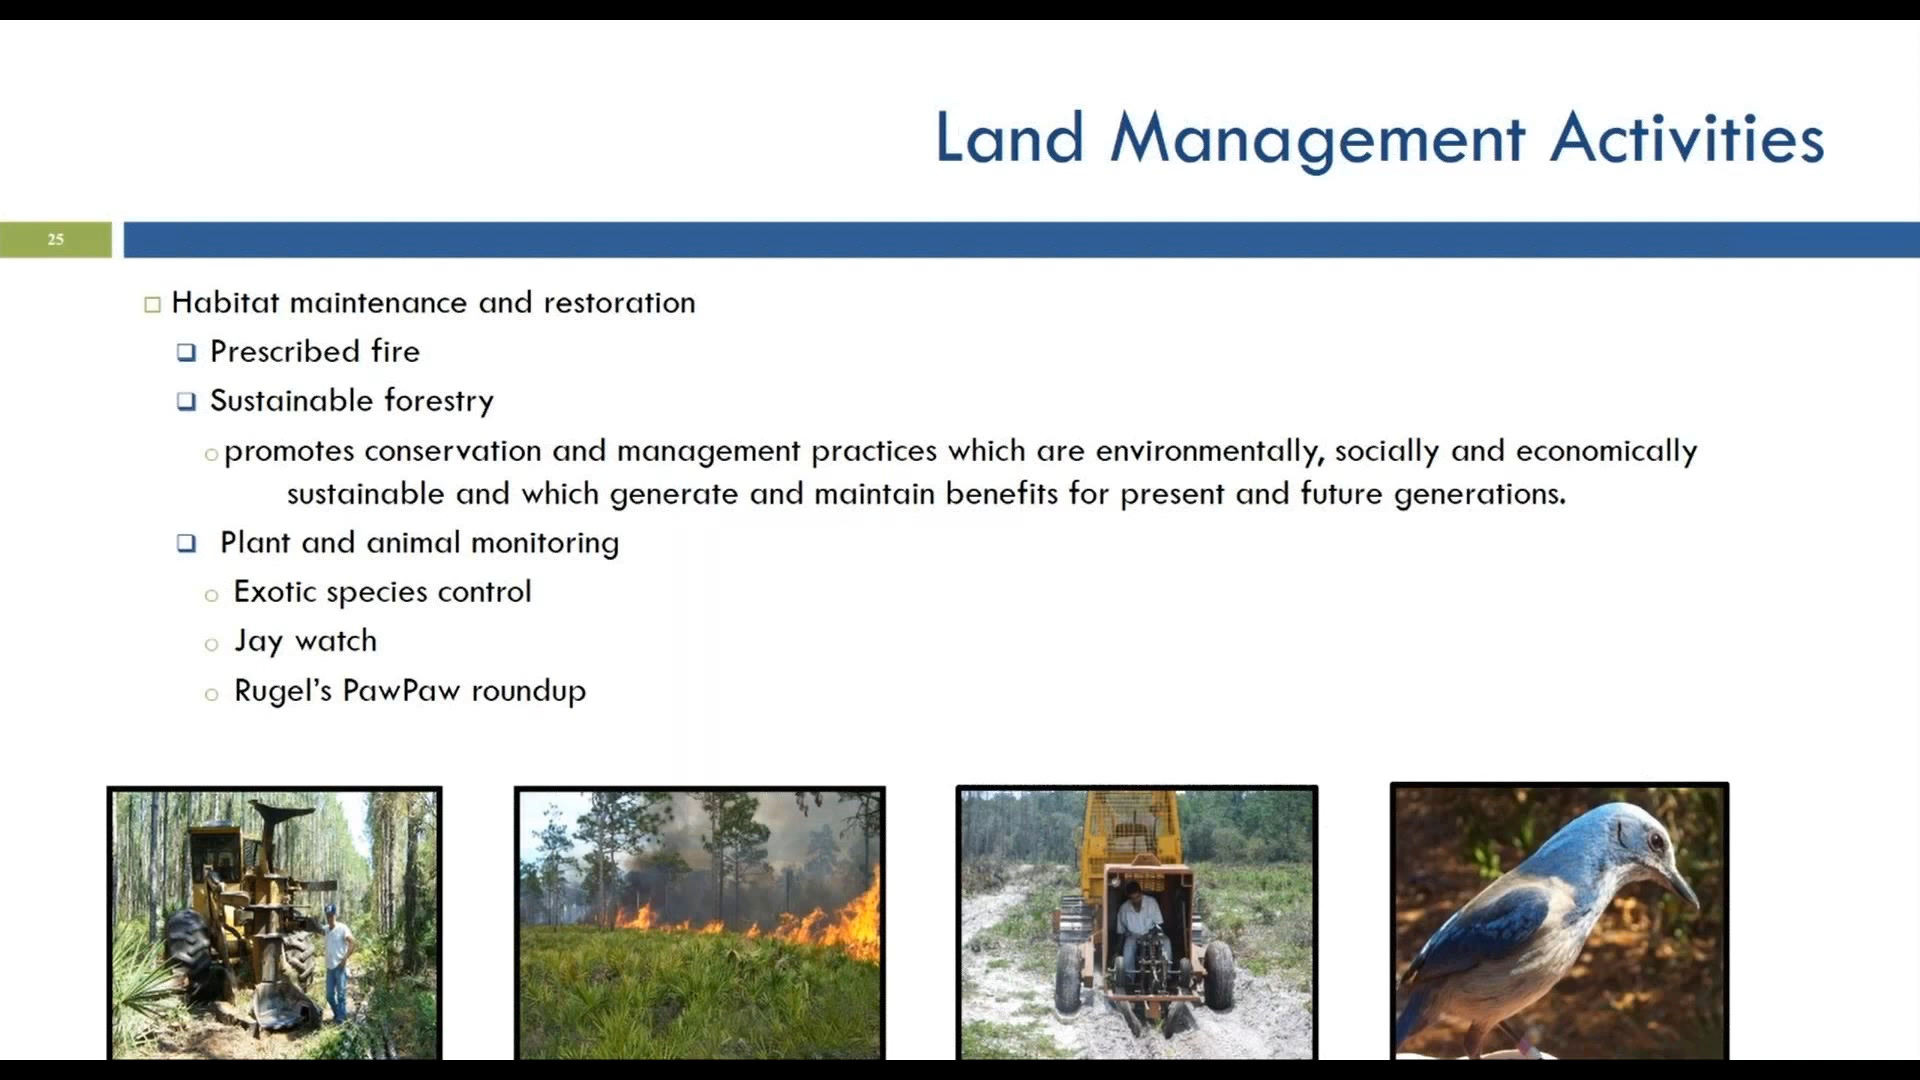 Land Management Activities
25
Habitat maintenance and restoration
Prescribed fire
Sustainable forestry
promotes conservation and management practices which are environmentally, socially and economically
sustainable and which generate and maintain benefits for present and future generations.
Plant and animal monitoring
Exotic species control
Jay watch
Rugel’s PawPaw roundup